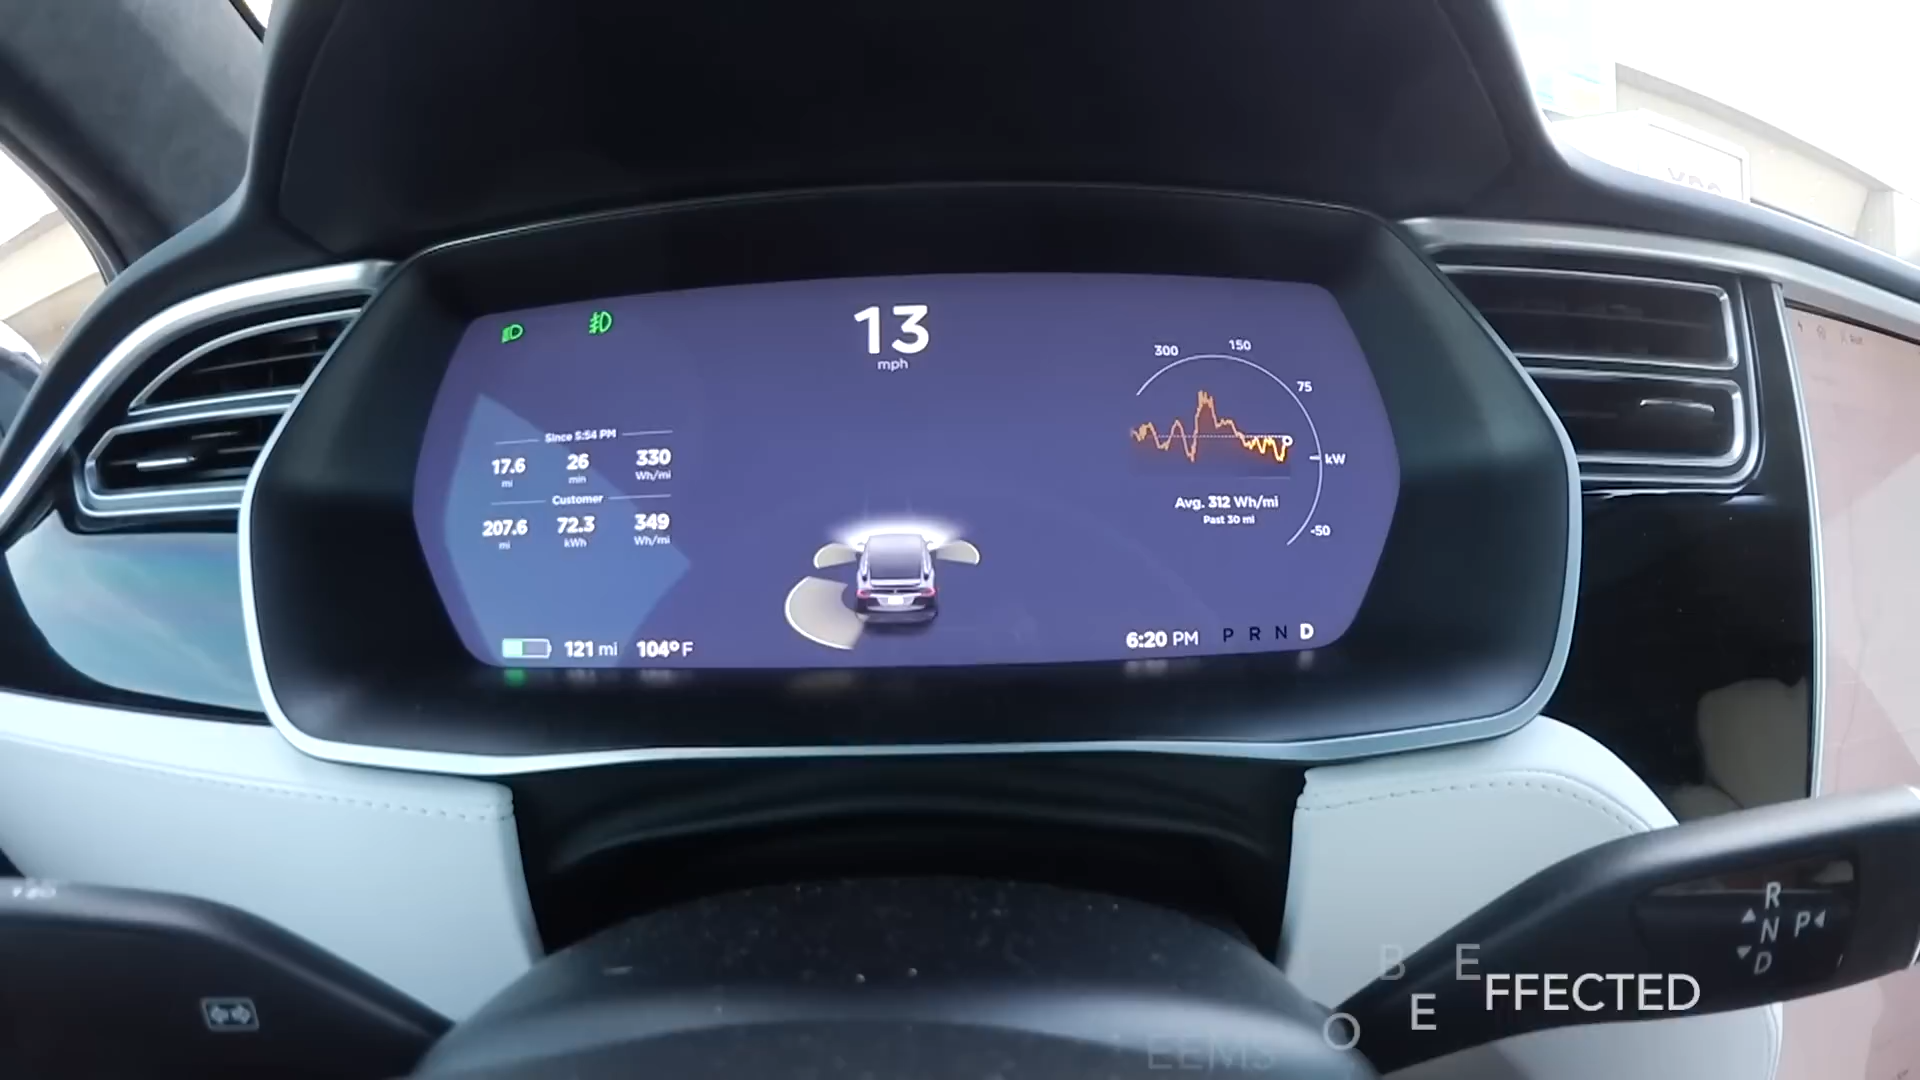 13
mph
300
150
75
kW
-50
Since 5:54 PM
17.6 26 330
mi min Wh/mi
Customer
207.6 72.3 349
mi kWh Wh/mi
Avg. 312 Wh/mi
Past 30 mi
121 mi 104°F
6:20 PM P R N D
R
N P
D
B E
E FFECTED
O
EEMS